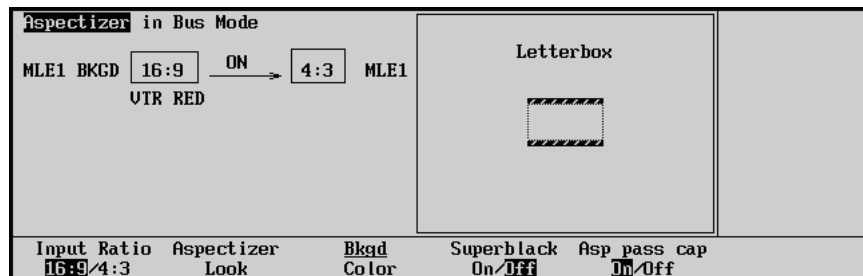 Aspectizer in Bus Mode
MLE1 BKGD 16:9 ON 4:3 MLE1
VTR RED
Letterbox
Input Ratio Aspectizer Bkgd Superblack Asp pass cap
16:9/4:3 Look Color On/Off On/Off